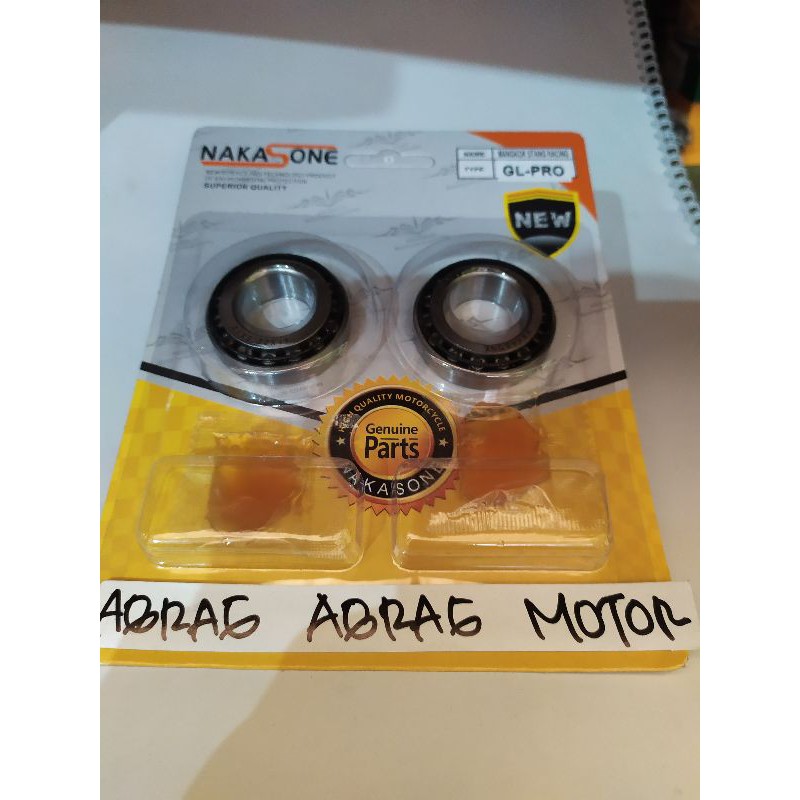 NAKASONE
SUPERIOR QUALITY
NAME MANGKOK STANG RACING
TYPE GL-PRO
NEW
HIGH QUALITY MOTORCYCLE
Genuine
Parts
NAKASONE
ABRAG ABRAG MOTOR